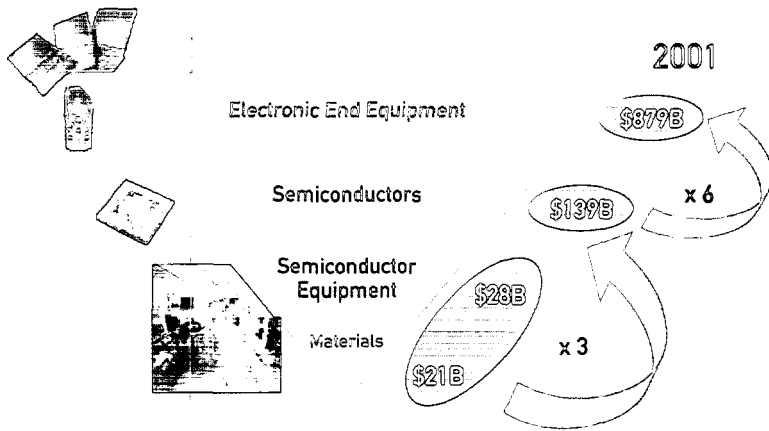 2001
Electronic End Equipment
$879B
x 6
Semiconductors
$139B
Semiconductor
Equipment
$28B
Materials
x 3
$21B